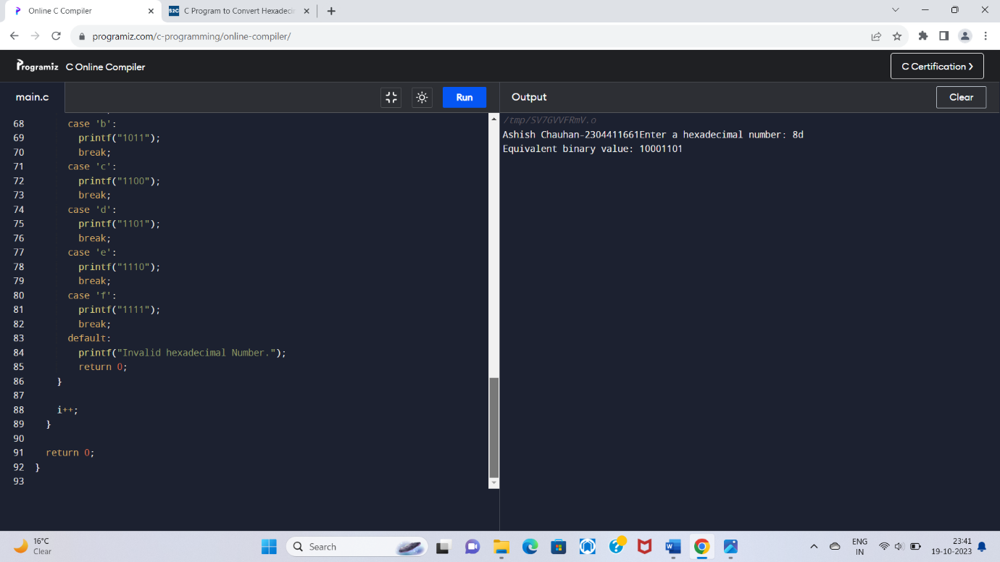 Online C Compiler
S2C C Program to Convert Hexadecir
programiz.com/c-programming/online-compiler/
Programiz C Online Compiler
C Certification >
main.c
Run
Output
Clear
68 case 'b':
69 printf("1011");
70 break;
71 case 'c':
72 printf("1100");
73 break;
74 case 'd':
75 printf("1101");
76 break;
77 case 'e':
78 printf("1110");
79 break;
80 case 'f':
81 printf("1111");
82 break;
83 default:
84 printf("Invalid hexadecimal Number.");
85 return 0;
86 }
87
88 i++;
89 }
90
91 return 0;
92 }
93
/tmp/SV7GVVFRmV.o
Ashish Chauhan-2304411661Enter a hexadecimal number: 8d
Equivalent binary value: 10001101
16°C
Clear
Search
ENG
IN
23:41
19-10-2023